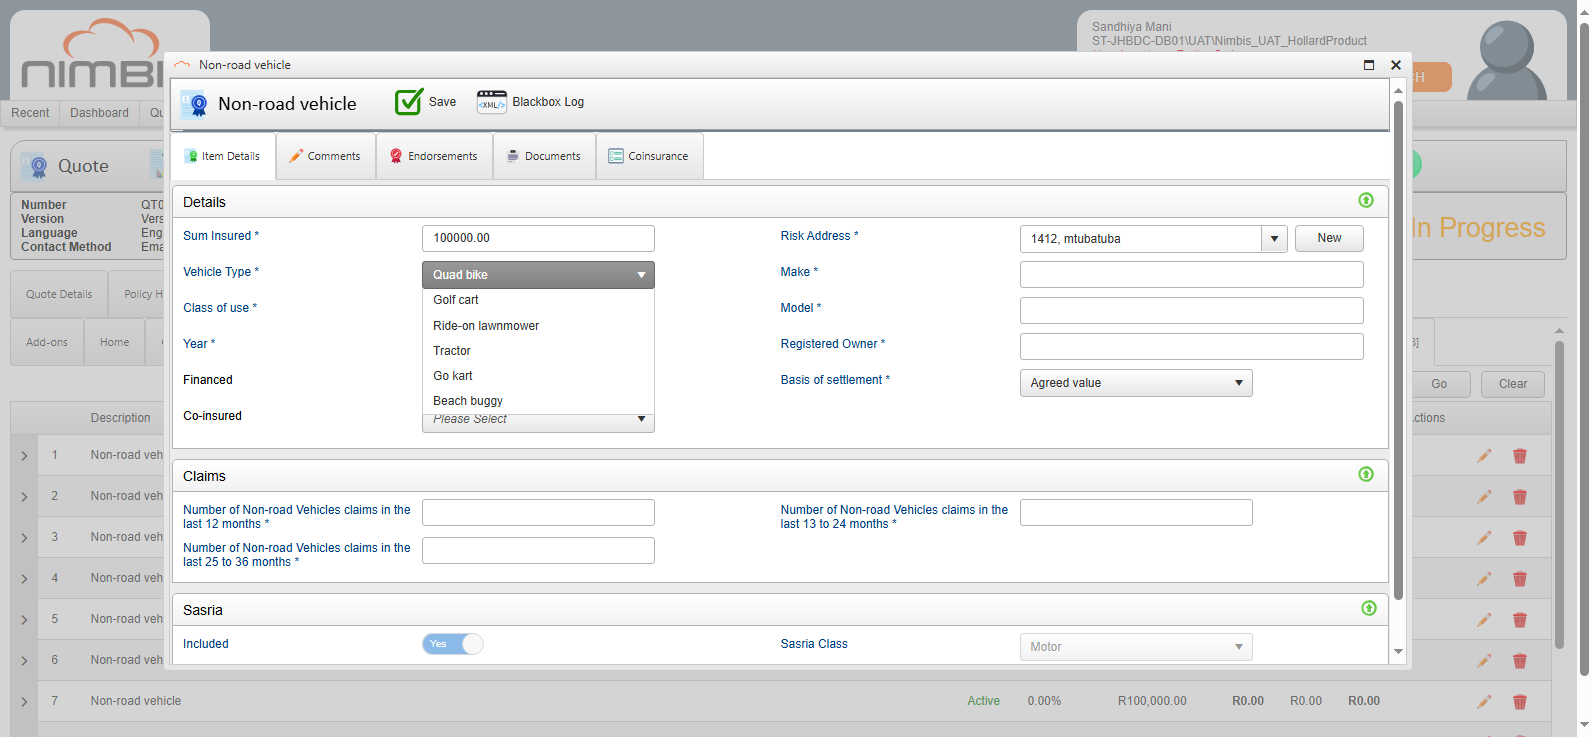 NIMBIS
Sandhiya Mani
ST-JHBDC-DB01\UAT\Nimbis_UAT_HollardProduct
Recent
Dashboard
Non-road vehicle
Non-road vehicle
Save
<XML/>
Blackbox Log
Item Details
Comments
Endorsements
Documents
Coinsurance
Quote
Number
QT0
Version
Vers
Language
Eng
Contact Method
Ema
In Progress
Quote Details
Policy H
Add-ons
Home
Go
Clear
Description
ctions
Details
Sum Insured *
100000.00
Risk Address *
1412, mtubatuba
New
Vehicle Type *
Quad bike
Golf cart
Ride-on lawnmower
Tractor
Go kart
Beach buggy
Make *
Class of use *
Model *
Year *
Registered Owner *
Financed
Basis of settlement *
Agreed value
Co-insured
Please Select
Claims
Number of Non-road Vehicles claims in the
last 12 months *
Number of Non-road Vehicles claims in the
last 13 to 24 months *
Number of Non-road Vehicles claims in the
last 25 to 36 months *
Sasria
Included
Yes
Sasria Class
Motor
1
Non-road veh
2
Non-road veh
3
Non-road veh
4
Non-road veh
5
Non-road veh
6
Non-road veh
7
Non-road vehicle
Active
0.00%
R100,000.00
R0.00
R0.00
R0.00